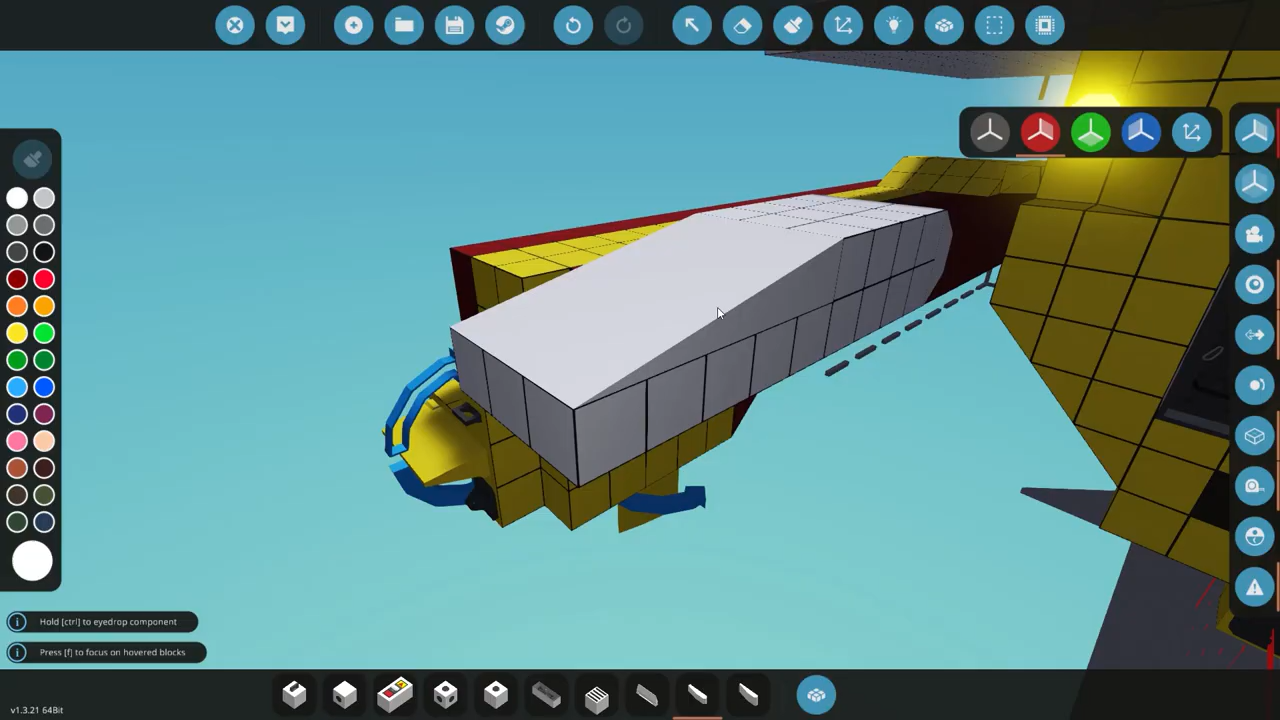 Hold [ctrl] to eyedrop component
Press [f] to focus on hovered blocks
v1.3.21 64Bit